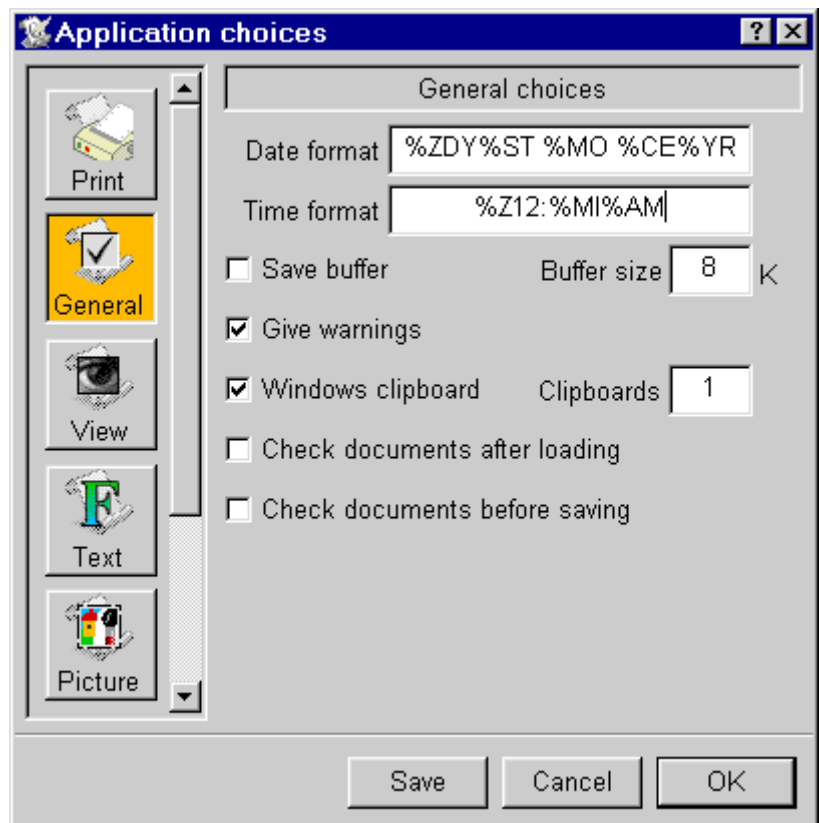 Application choices
Print
General
View
Text
Picture
General choices
Date format %ZDY%ST %MO %CE%YR
Time format %Z12:%MI%AM
Save buffer Buffer size 8 K
Give warnings
Windows clipboard Clipboards 1
Check documents after loading
Check documents before saving
Save Cancel OK